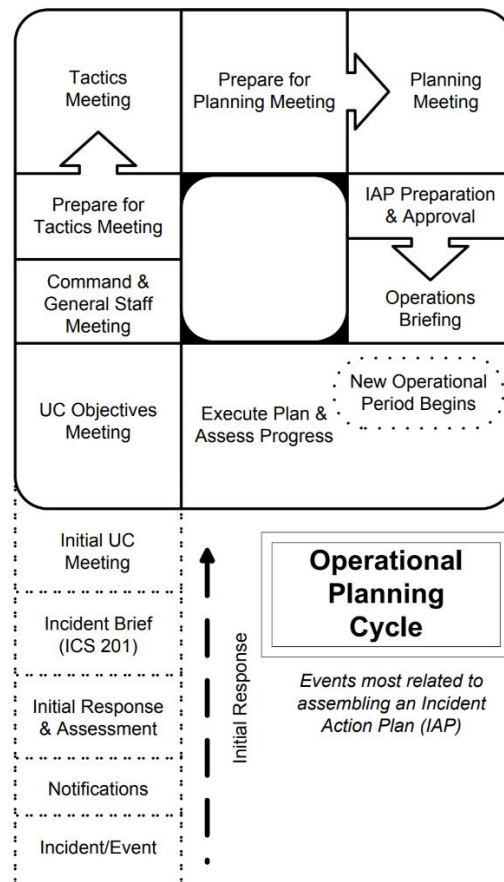 Tactics
Meeting
Prepare for
Planning Meeting
Planning
Meeting
Prepare for
Tactics Meeting
IAP Preparation
& Approval
Command &
General Staff
Meeting
Operations
Briefing
UC Objectives
Meeting
Execute Plan &
Assess Progress
New Operational
Period Begins
Initial UC
Meeting
Incident Brief
(ICS 201)
Initial Response
& Assessment
Notifications
Incident/Event
Initial Response
Operational
Planning
Cycle
Events most related to
assembling an Incident
Action Plan (IAP)